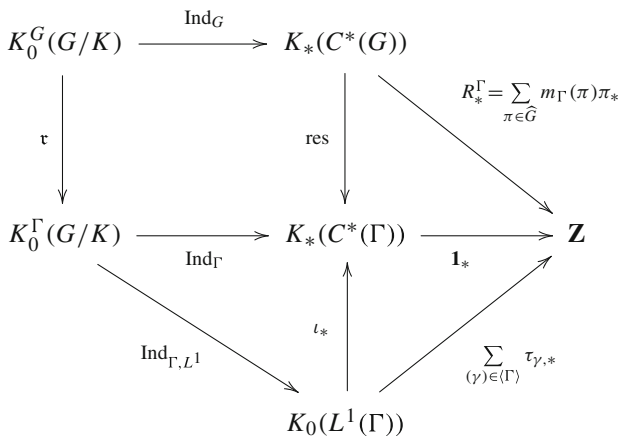 Ind_G
K_0^G(G/K) K_*(C^*(G))
R_*^Γ = ∑_{π∈Ĝ} m_Γ(π)π_*
𝔯 res
K_0^Γ(G/K) K_*(C^*(Γ)) Z
Ind_Γ 1_*
Ind_{Γ,L^1} ι_* ∑_{(γ)∈⟨Γ⟩} τ_{γ,*}
K_0(L^1(Γ))